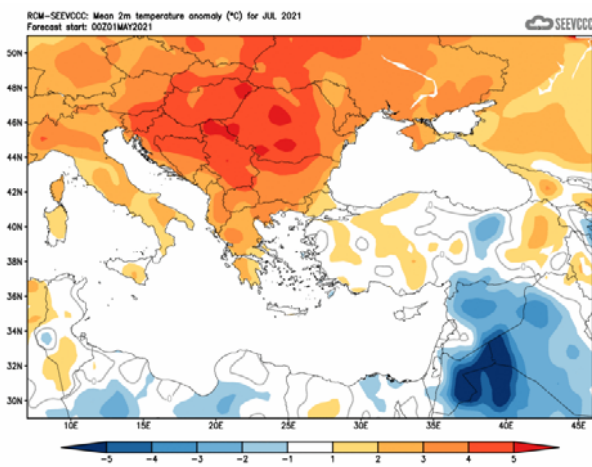 RCM-SEEVCCC: Mean 2m temperature anomaly (°C) for JUL 2021
Forecast start: 00Z01MAY2021
SEEVCCC
50N
48N
46N
44N
42N
40N
38N
36N
34N
32N
30N
10E 15E 20E 25E 30E 35E 40E 45E
-5 -4 -3 -2 -1 1 2 3 4 5